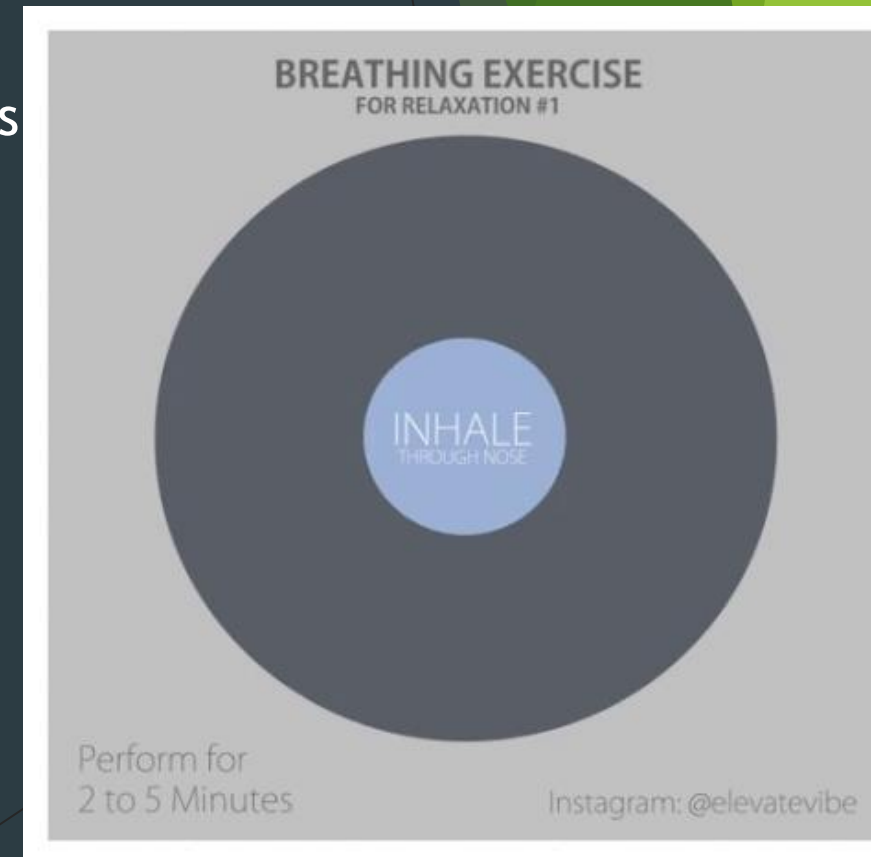 s
BREATHING EXERCISE
FOR RELAXATION #1
INHALE
THROUGH NOSE
Perform for
2 to 5 Minutes
Instagram: @elevatevibe